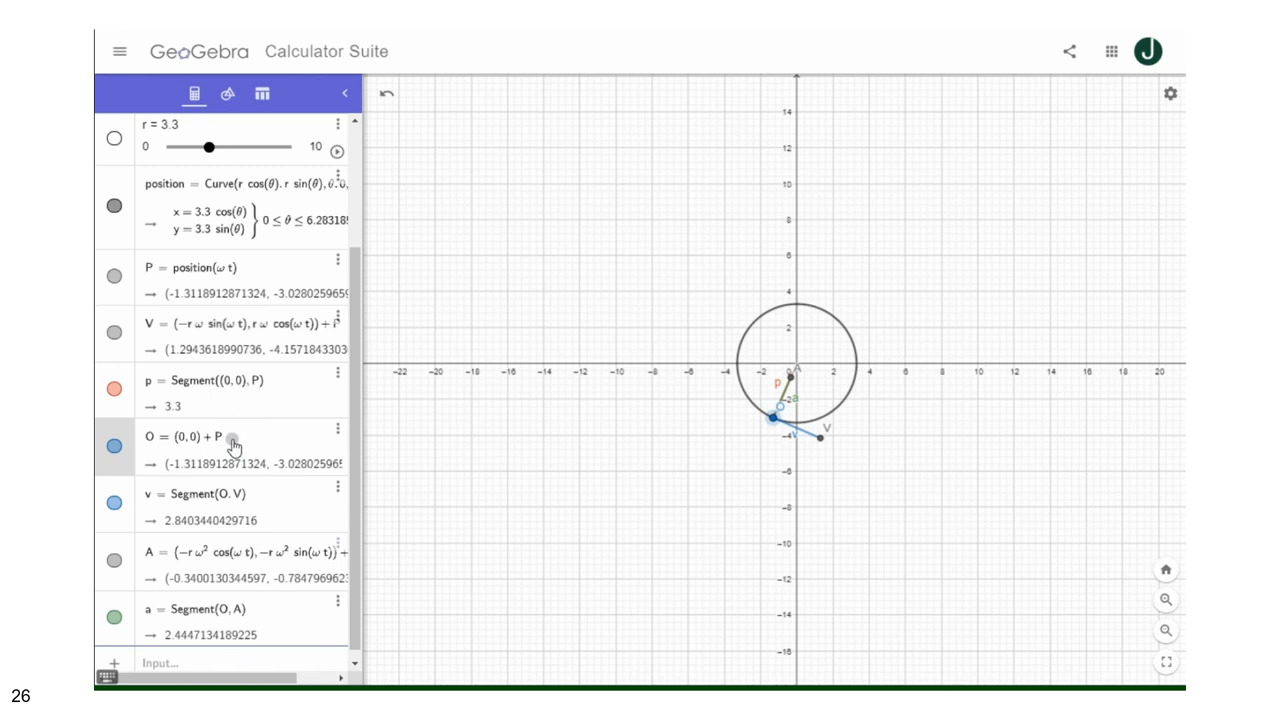 GeoGebra Calculator Suite
J
r = 3.3
0 10
position = Curve(r cos(θ), r sin(θ), θ, 0,
→ x = 3.3 cos(θ)
y = 3.3 sin(θ) } 0 ≤ θ ≤ 6.28318
P = position(ω t)
→ (-1.3118912871324, -3.028025965
V = (−r ω sin(ω t), r ω cos(ω t)) + P
→ (1.2943618990736, -4.1571843303
p = Segment((0, 0), P)
→ 3.3
O = (0, 0) + P
→ (-1.3118912871324, -3.02802596
v = Segment(O, V)
→ 2.8403440429716
A = (−r ω² cos(ω t), −r ω² sin(ω t)) +
→ (-0.3400130344597, -0.784796962
a = Segment(O, A)
→ 2.4447134189225
+ Input...
14
12
10
8
6
4
2
−22 −20 −18 −16 −14 −12 −10 −8 −6 −4 −2 0 2 4 6 8 10 12 14 16 18 20
A
p
−2
a
O
V
−4
v
−6
−8
−10
−12
−14
−16
26